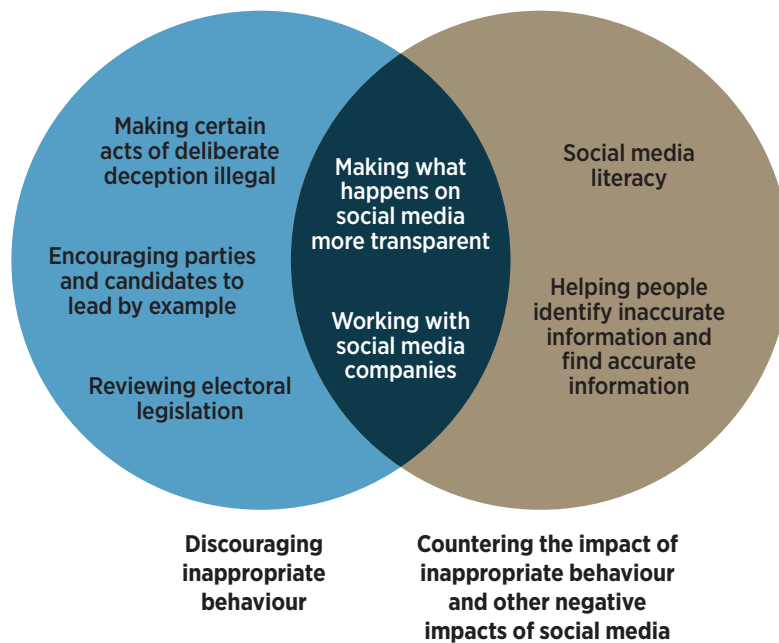 Making certain
acts of deliberate
deception illegal
Encouraging parties
and candidates to
lead by example
Reviewing electoral
legislation
Making what
happens on
social media
more transparent
Working with
social media
companies
Social media
literacy
Helping people
identify inaccurate
information and
find accurate
information
Discouraging
inappropriate
behaviour
Countering the impact of
inappropriate behaviour
and other negative
impacts of social media